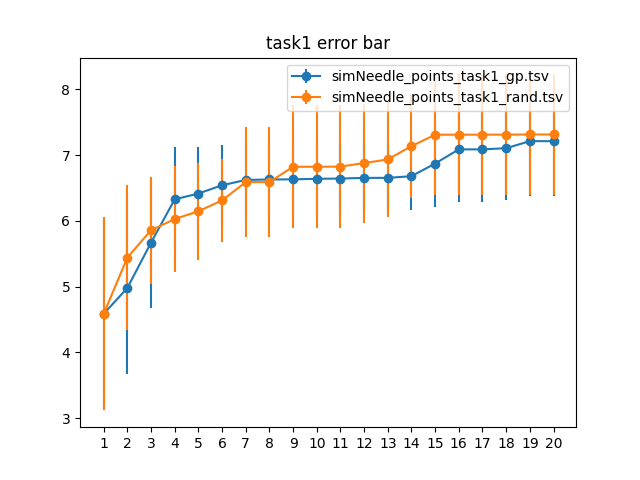 task1 error bar
simNeedle_points_task1_gp.tsv
simNeedle_points_task1_rand.tsv
8
7
6
5
4
3
1 2 3 4 5 6 7 8 9 10 11 12 13 14 15 16 17 18 19 20